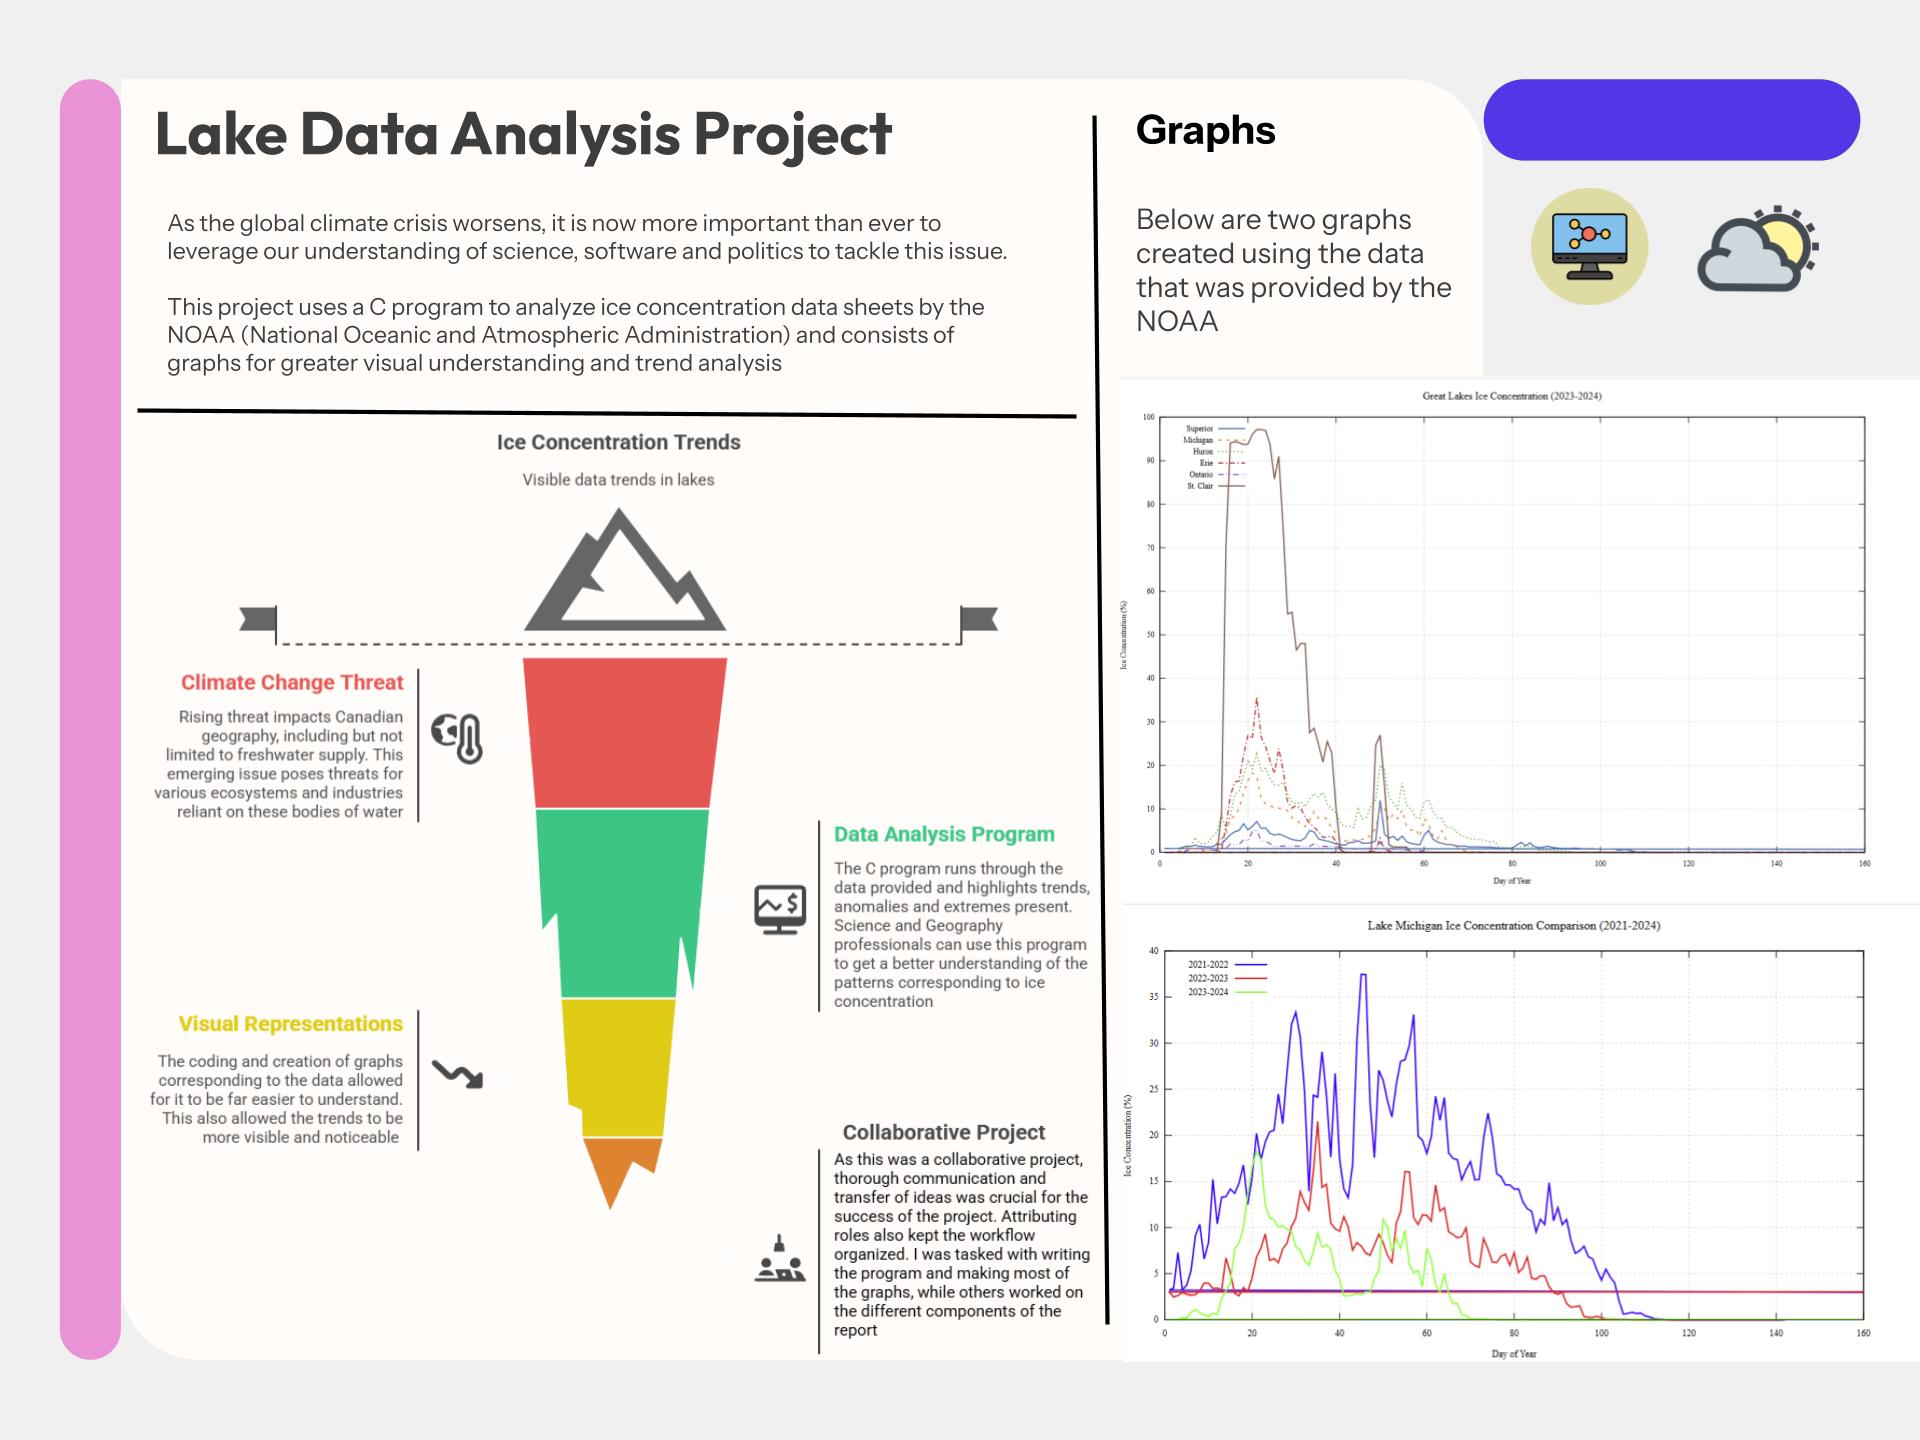 Lake Data Analysis Project
As the global climate crisis worsens, it is now more important than ever to
leverage our understanding of science, software and politics to tackle this issue.
This project uses a C program to analyze ice concentration data sheets by the
NOAA (National Oceanic and Atmospheric Administration) and consists of
graphs for greater visual understanding and trend analysis
Ice Concentration Trends
Visible data trends in lakes
Climate Change Threat
Rising threat impacts Canadian
geography, including but not
limited to freshwater supply. This
emerging issue poses threats for
various ecosystems and industries
reliant on these bodies of water
Data Analysis Program
The C program runs through the
data provided and highlights trends,
anomalies and extremes present.
Science and Geography
professionals can use this program
to get a better understanding of the
patterns corresponding to ice
concentration
$
Visual Representations
The coding and creation of graphs
corresponding to the data allowed
for it to be far easier to understand.
This also allowed the trends to be
more visible and noticeable
Collaborative Project
As this was a collaborative project,
thorough communication and
transfer of ideas was crucial for the
success of the project. Attributing
roles also kept the workflow
organized. I was tasked with writing
the program and making most of
the graphs, while others worked on
the different components of the
report
Graphs
Below are two graphs
created using the data
that was provided by the
NOAA
Great Lakes Ice Concentration (2023-2024)
Superior
Michigan
Huron
Erie
Ontario
St. Clair
100
90
80
70
60
50
40
30
20
10
0
Ice Concentration (%)
0 20 40 60 80 100 120 140 160
Day of Year
Lake Michigan Ice Concentration Comparison (2021-2024)
2021-2022
2022-2023
2023-2024
40
35
30
25
20
15
10
5
0
Ice Concentration (%)
0 20 40 60 80 100 120 140 160
Day of Year